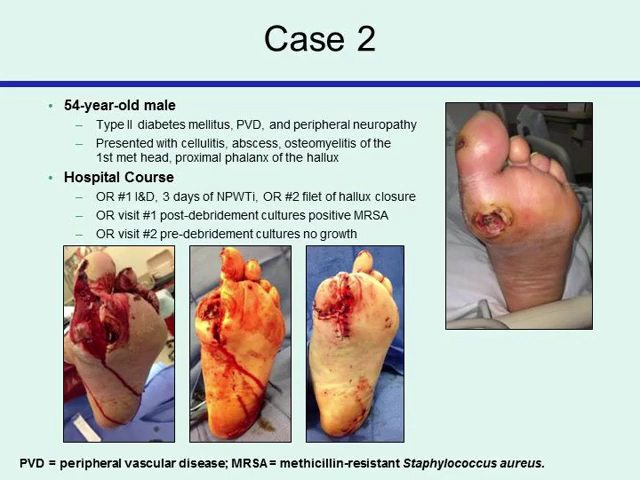 Case 2
• 54-year-old male
– Type II diabetes mellitus, PVD, and peripheral neuropathy
– Presented with cellulitis, abscess, osteomyelitis of the
1st met head, proximal phalanx of the hallux
• Hospital Course
– OR #1 I&D, 3 days of NPWTi, OR #2 filet of hallux closure
– OR visit #1 post-debridement cultures positive MRSA
– OR visit #2 pre-debridement cultures no growth
PVD = peripheral vascular disease; MRSA = methicillin-resistant Staphylococcus aureus.